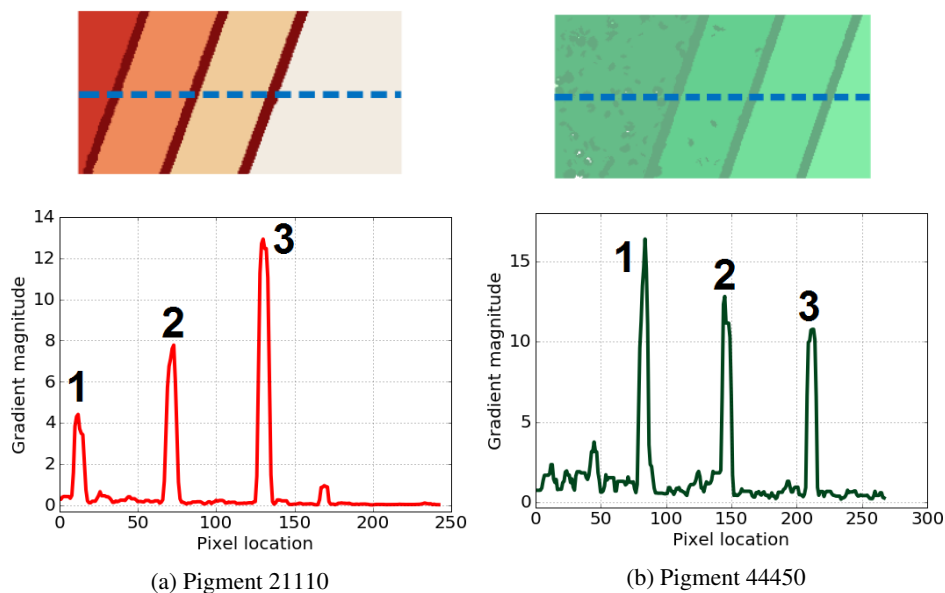 1
2
3
Gradient magnitude
14
12
10
8
6
4
2
0
0 50 100 150 200 250
Pixel location
(a) Pigment 21110
1
2
3
Gradient magnitude
15
10
5
0
0 50 100 150 200 250 300
Pixel location
(b) Pigment 44450